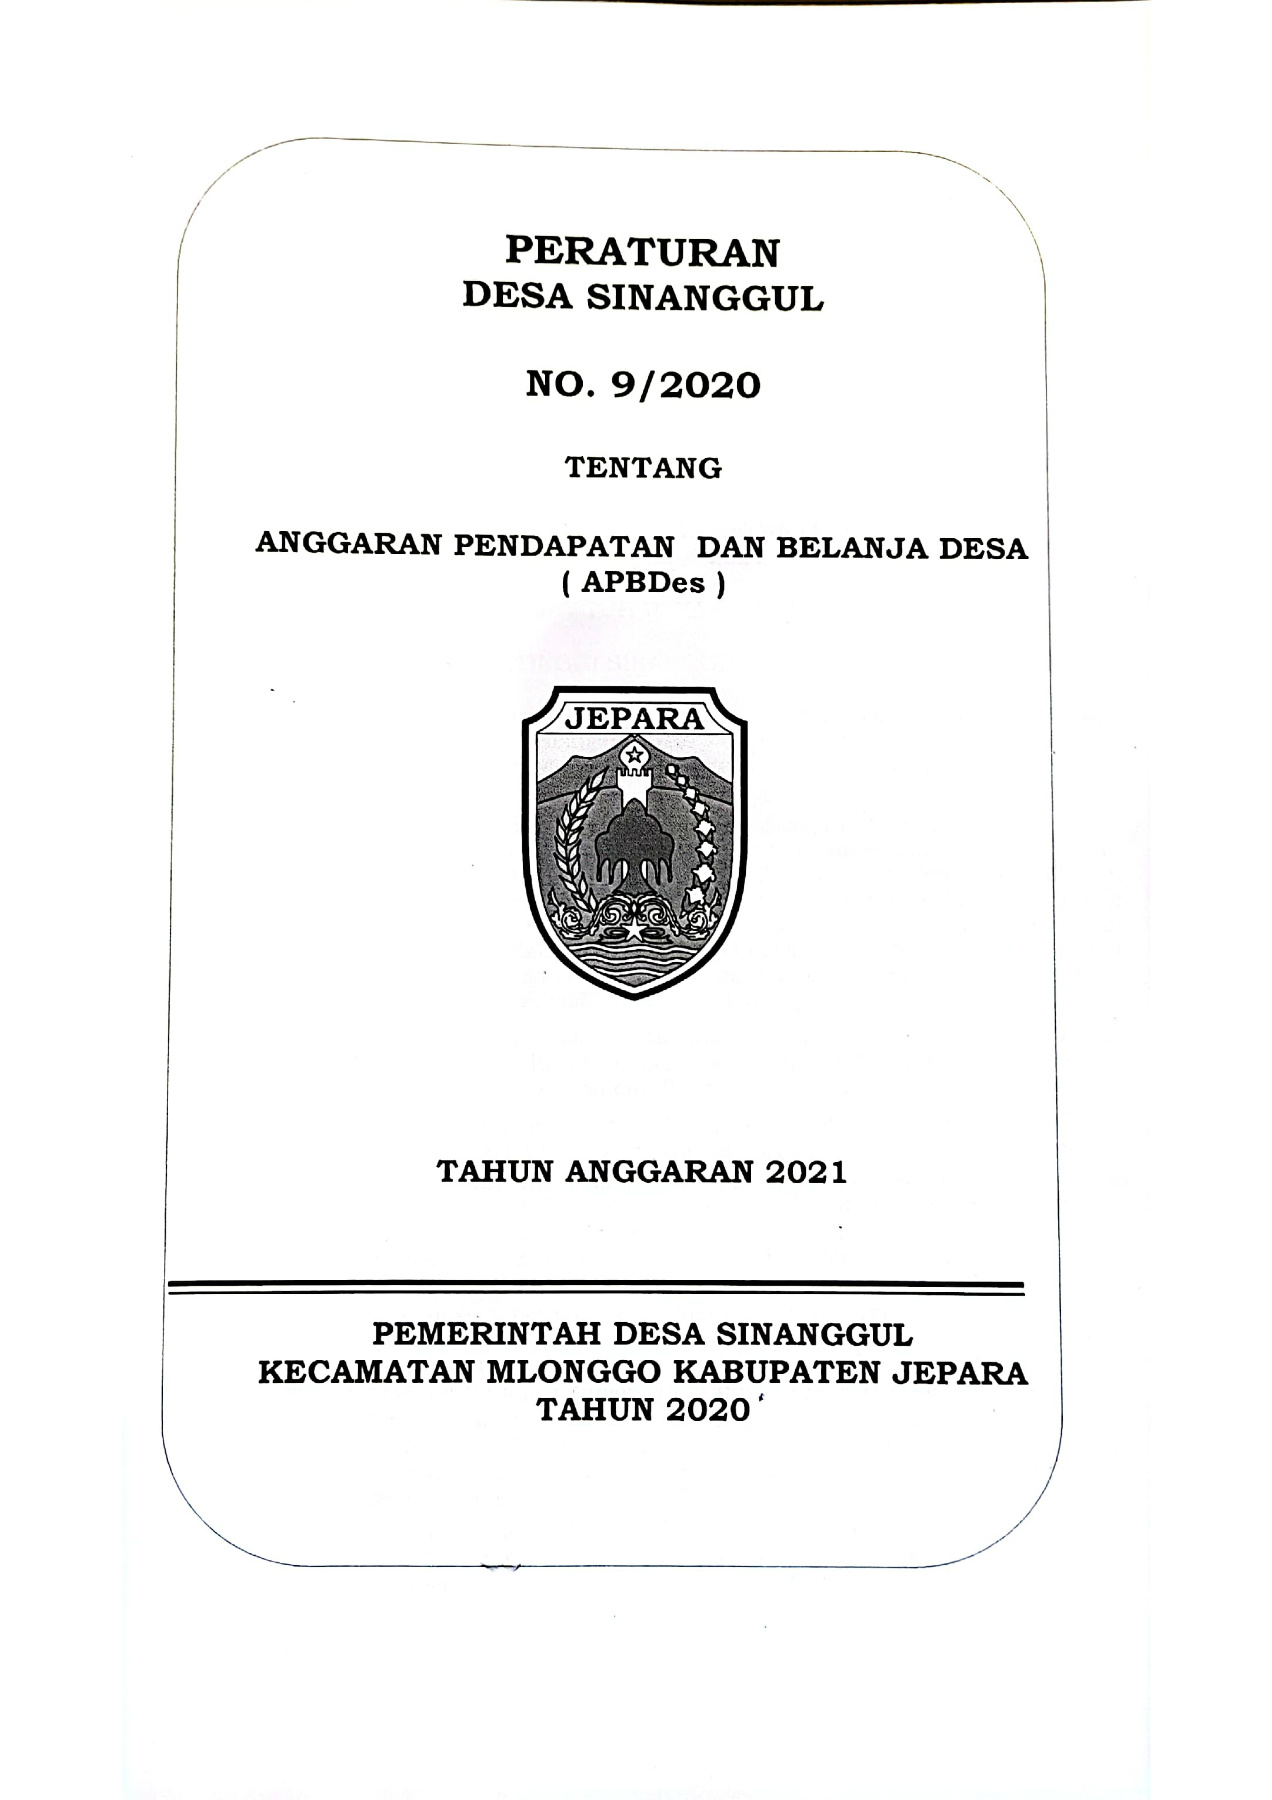 PERATURAN
DESA SINANGGUL
NO. 9/2020
TENTANG
ANGGARAN PENDAPATAN DAN BELANJA DESA
( APBDes )
JEPARA
TAHUN ANGGARAN 2021
PEMERINTAH DESA SINANGGUL
KECAMATAN MLONGGO KABUPATEN JEPARA
TAHUN 2020